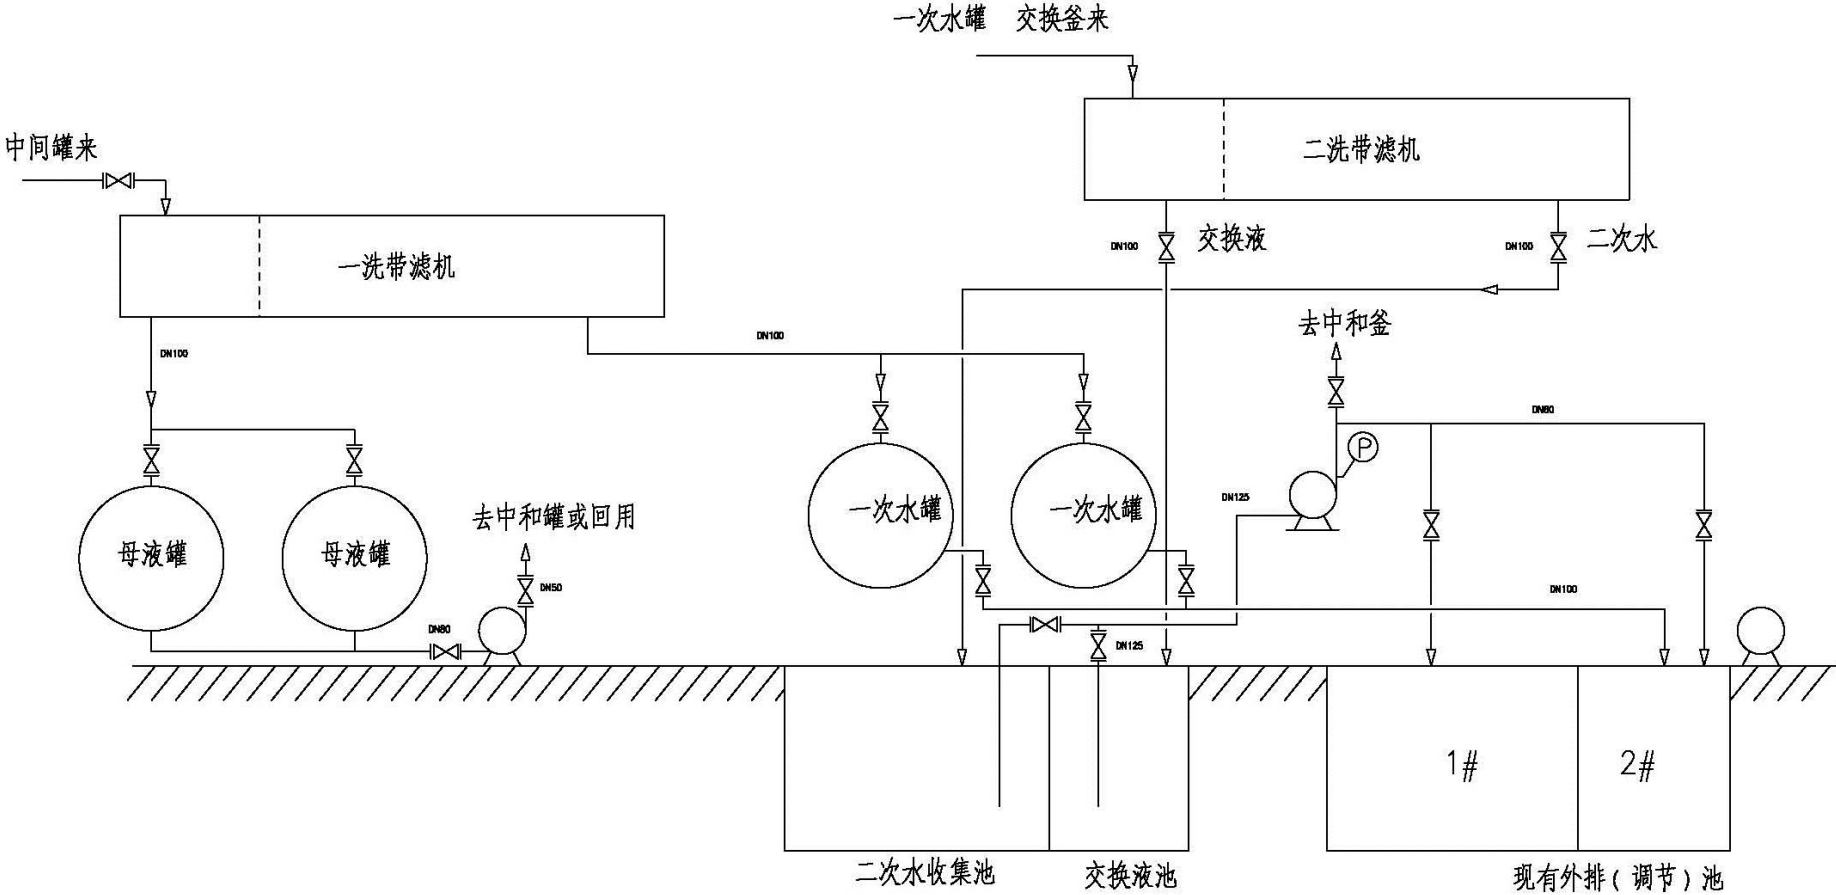 一次水罐 交换釜来
中间罐来
二洗带滤机
一洗带滤机
DN100
交换液
DN100
二次水
去中和釜
DN100
DN100
DN80
P
去中和罐或回用
DN125
一次水罐
一次水罐
母液罐
母液罐
DN50
DN100
DN80
DN125
1#
2#
二次水收集池
交换液池
现有外排(调节)池